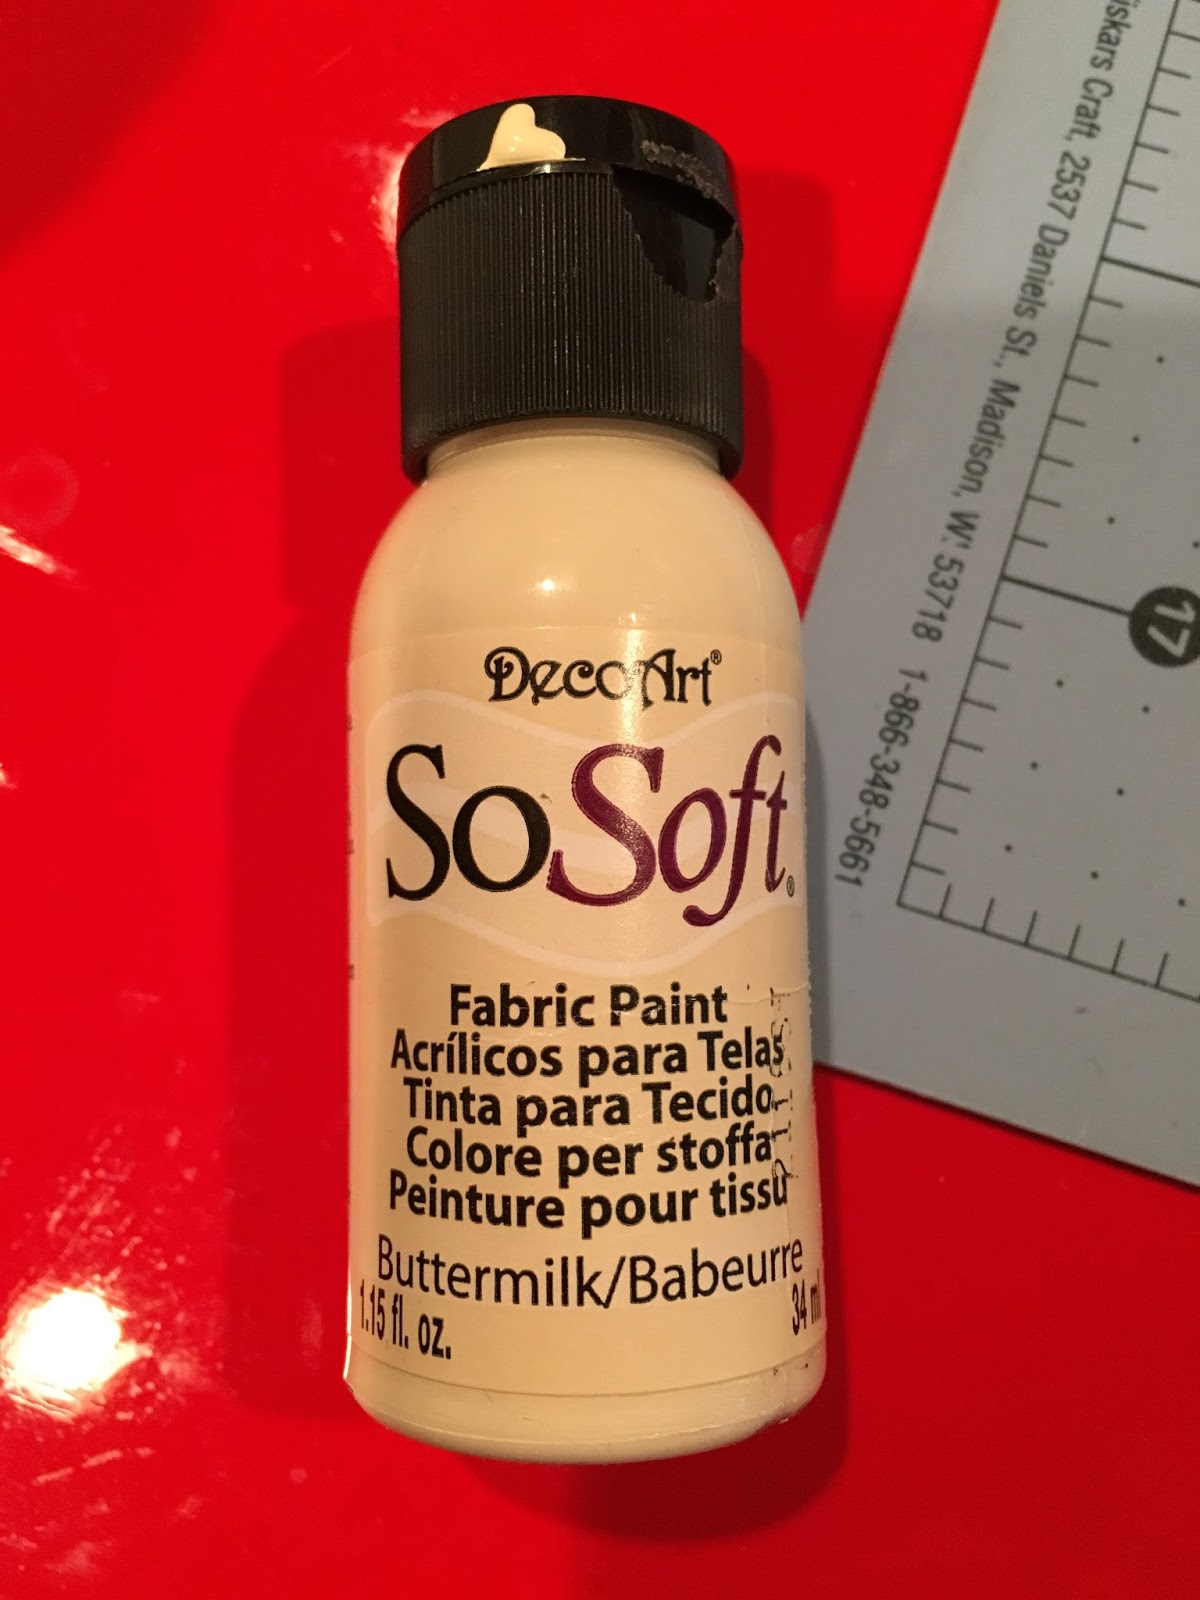 DecoArt®
SoSoft®
Fabric Paint
Acrílicos para Telas
Tinta para Tecido
Colore per stoffa
Peinture pour tissu
Buttermilk/Babeurre
1.15 fl. oz.
34 ml
Craft, 2537 Daniels St., Madison, W 53718 1-866-348-5661
17